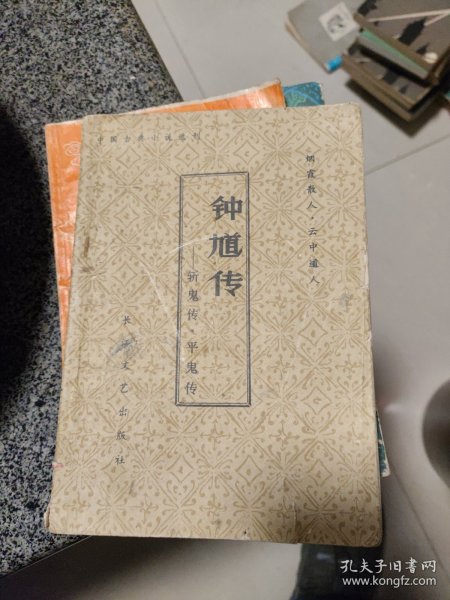 中国古典小说选刊
烟霞散人·云中道人
钟馗传
——斩鬼传·平鬼传
长江文艺出版社
孔夫子旧书网
www.kongfz.com